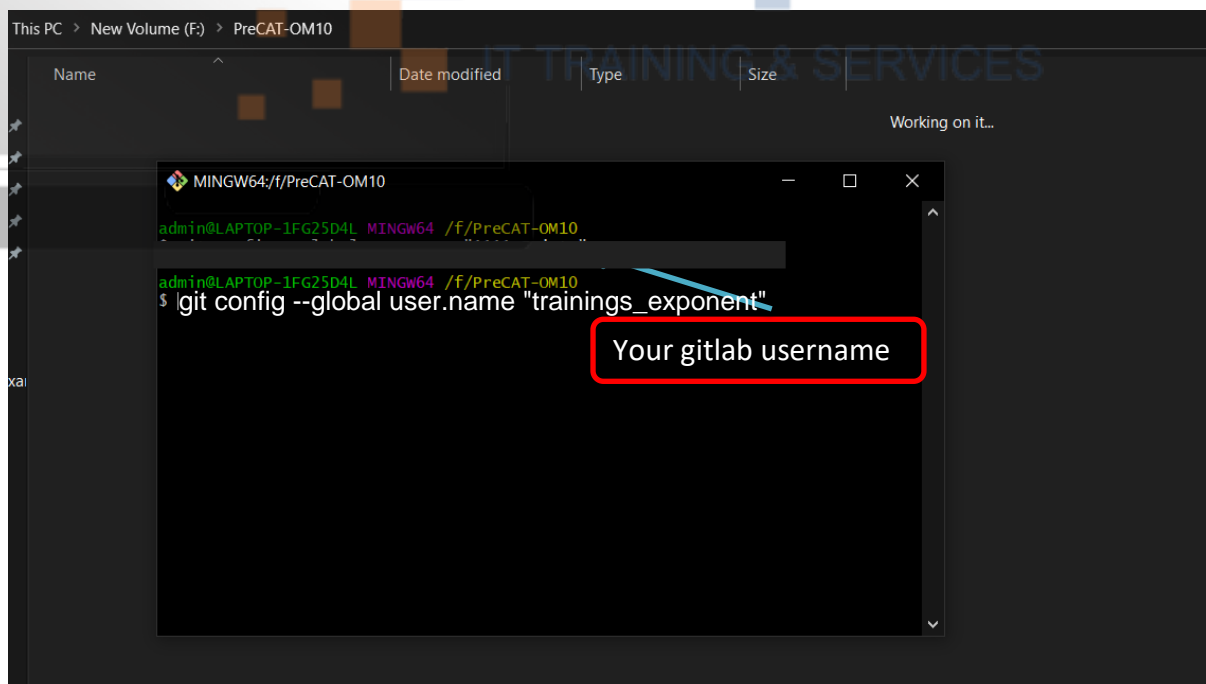 This PC > New Volume (F:) > PreCAT-OM10
IT TRAINING & SERVICES
Name Date modified Type Size
Working on it...
MINGW64:/f/PreCAT-OM10
admin@LAPTOP-1FG25D4L MINGW64 /f/PreCAT-OM10
admin@LAPTOP-1FG25D4L MINGW64 /f/PreCAT-OM10
$ git config --global user.name "trainings_exponent"
Your gitlab username
xai